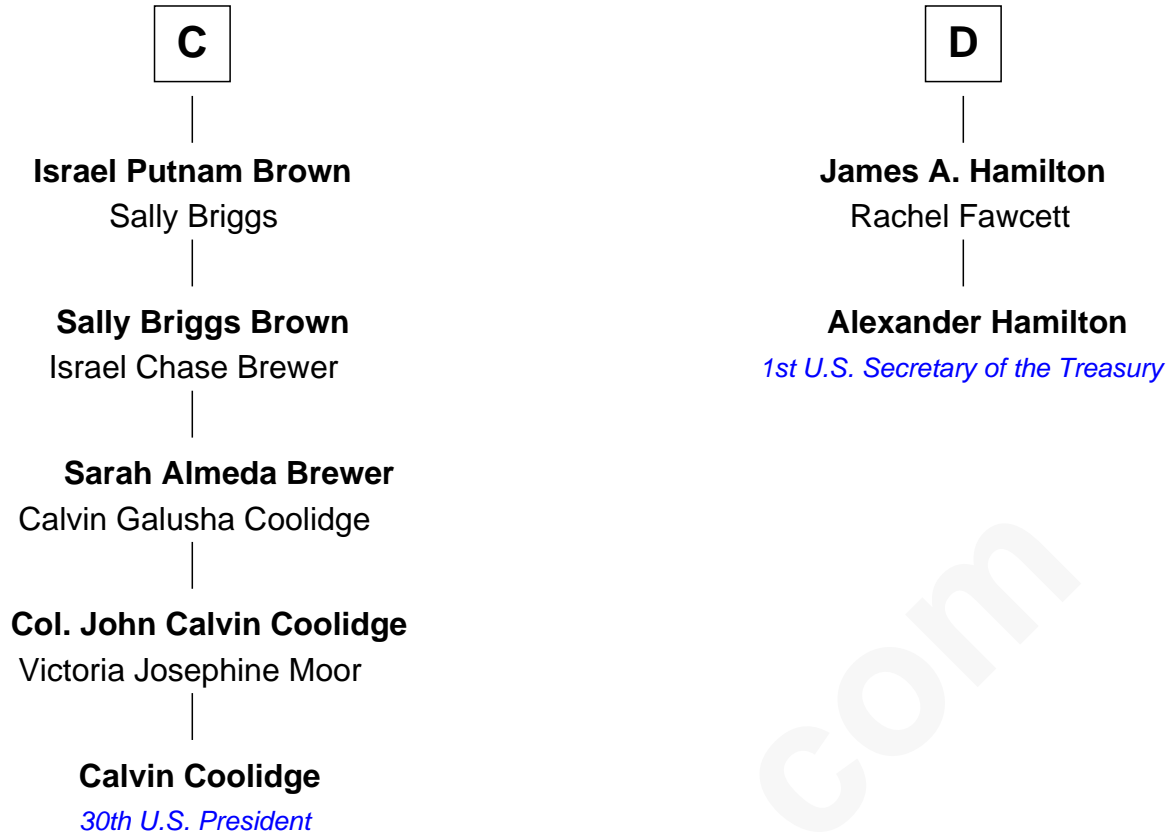 C
Israel Putnam Brown
Sally Briggs
Sally Briggs Brown
Israel Chase Brewer
Sarah Almeda Brewer
Calvin Galusha Coolidge
Col. John Calvin Coolidge
Victoria Josephine Moor
Calvin Coolidge
30th U.S. President
D
James A. Hamilton
Rachel Fawcett
Alexander Hamilton
1st U.S. Secretary of the Treasury
com